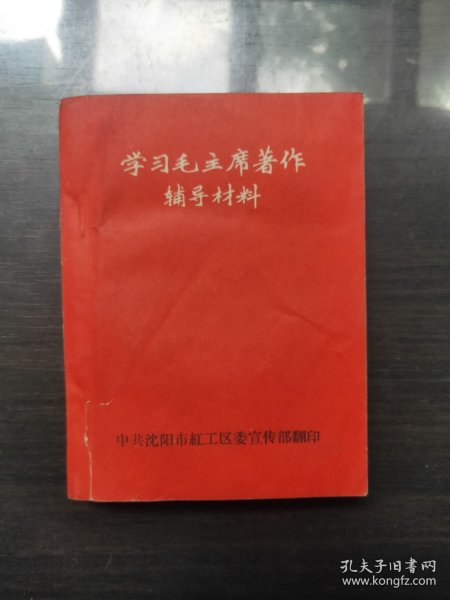 学习毛主席著作
辅导材料
中共沈阳市紅工区委宣传部翻印
孔夫子旧书网
www.kongfz.com